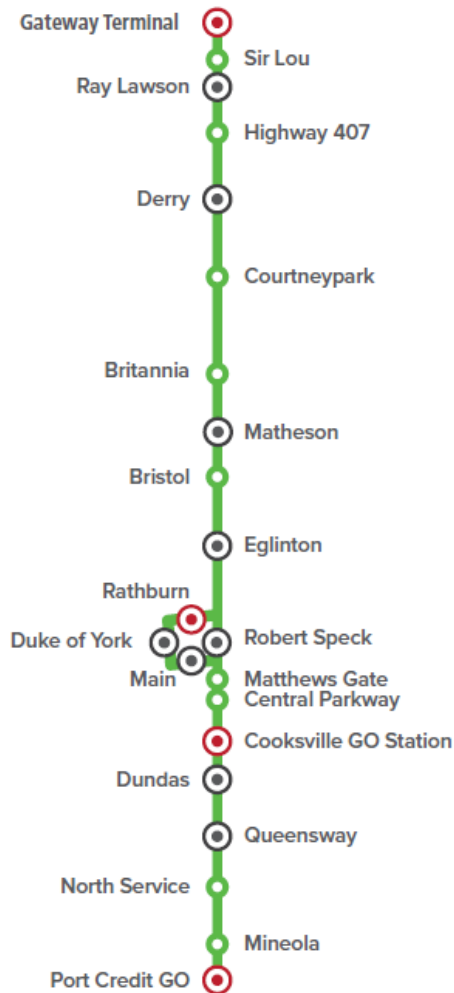 Gateway Terminal
Sir Lou
Ray Lawson
Highway 407
Derry
Courtneypark
Britannia
Matheson
Bristol
Eglinton
Rathburn
Duke of York
Robert Speck
Main
Matthews Gate
Central Parkway
Cooksville GO Station
Dundas
Queensway
North Service
Mineola
Port Credit GO